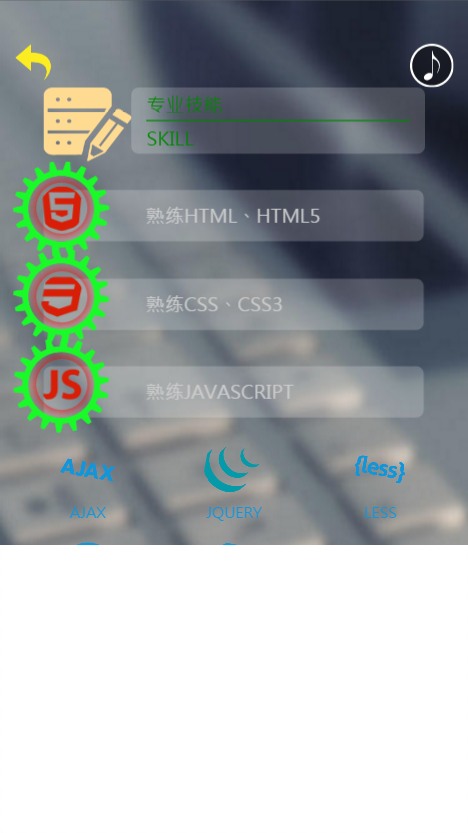 专业技能
SKILL
5
熟练HTML、HTML5
熟练CSS、CSS3
JS
熟练JAVASCRIPT
AJAX {less}
AJAX JQUERY LESS